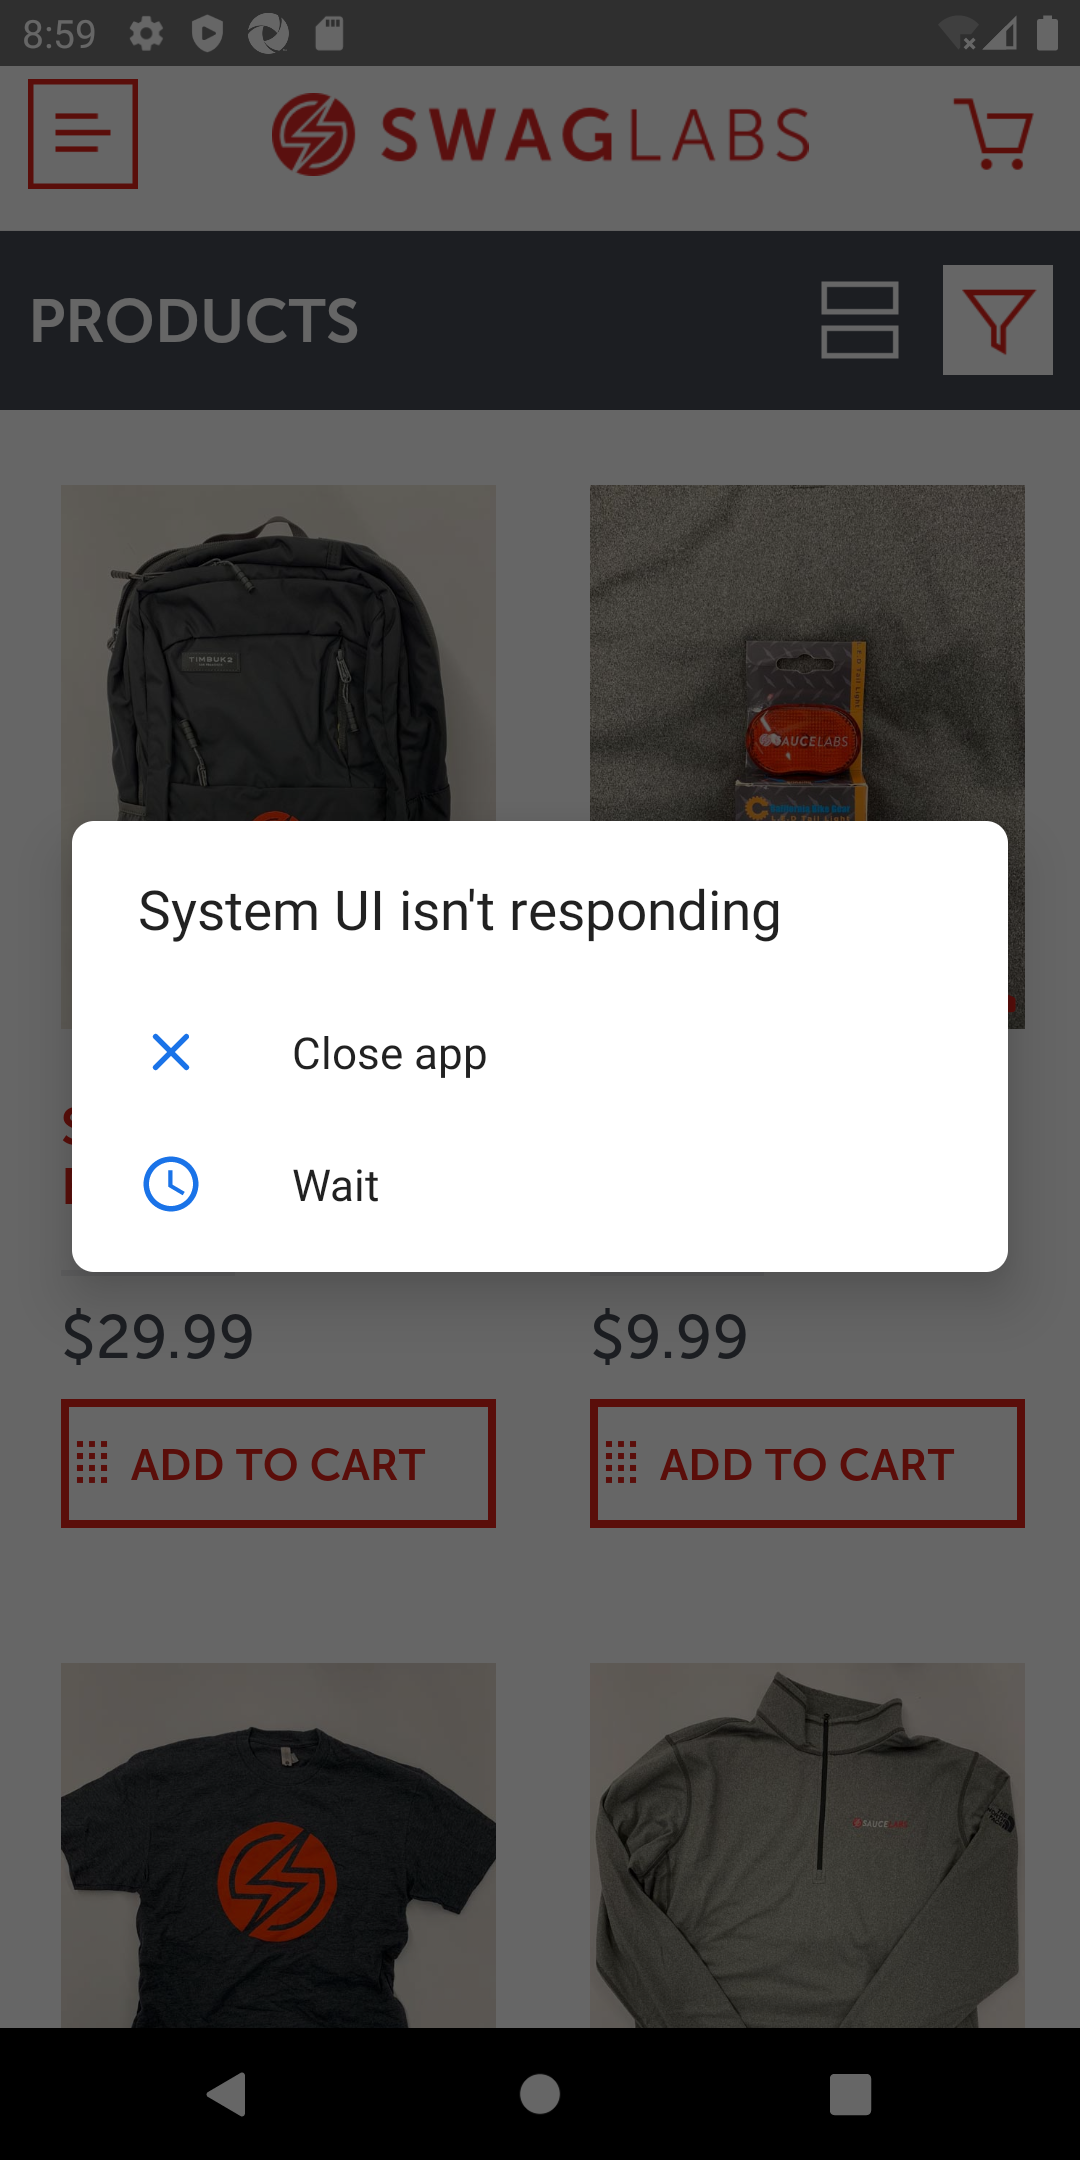 8:59
SWAGLABS
PRODUCTS
TIMBUK2
SAUCELABS
System UI isn't responding
Close app
Wait
$29.99
$9.99
ADD TO CART
ADD TO CART
SAUCELABS